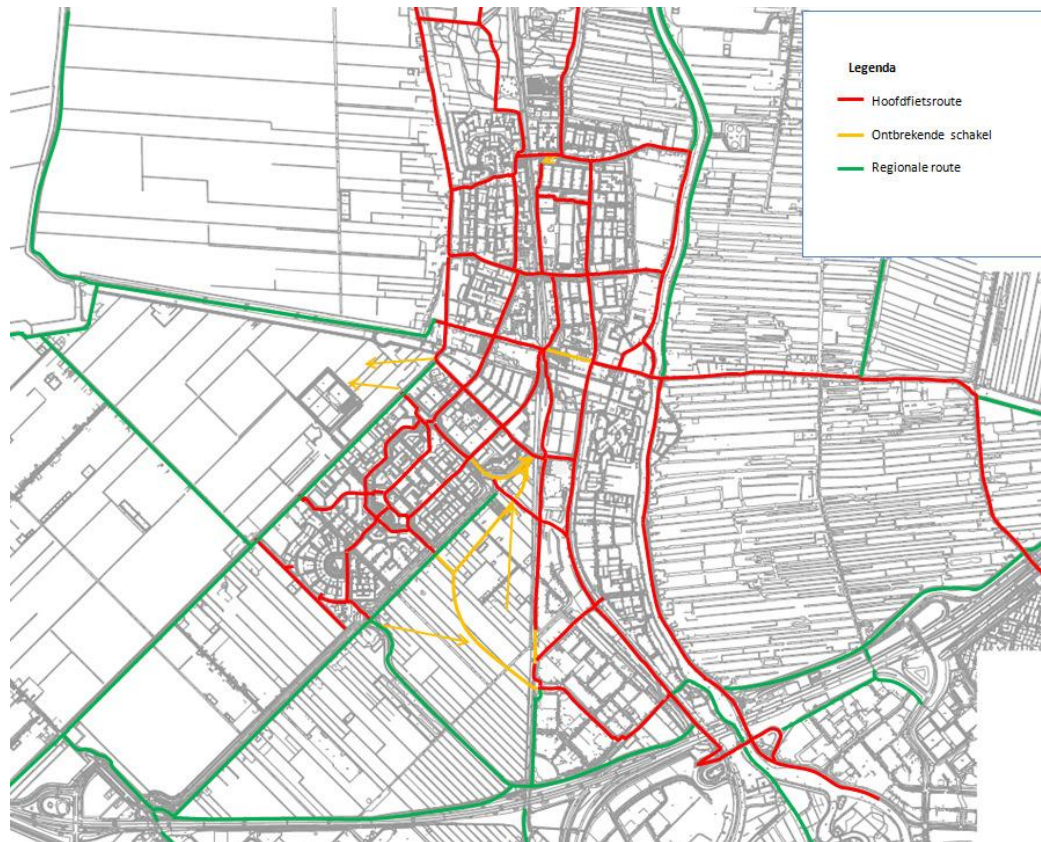 Legenda
Hoofdfietsroute
Ontbrekende schakel
Regionale route